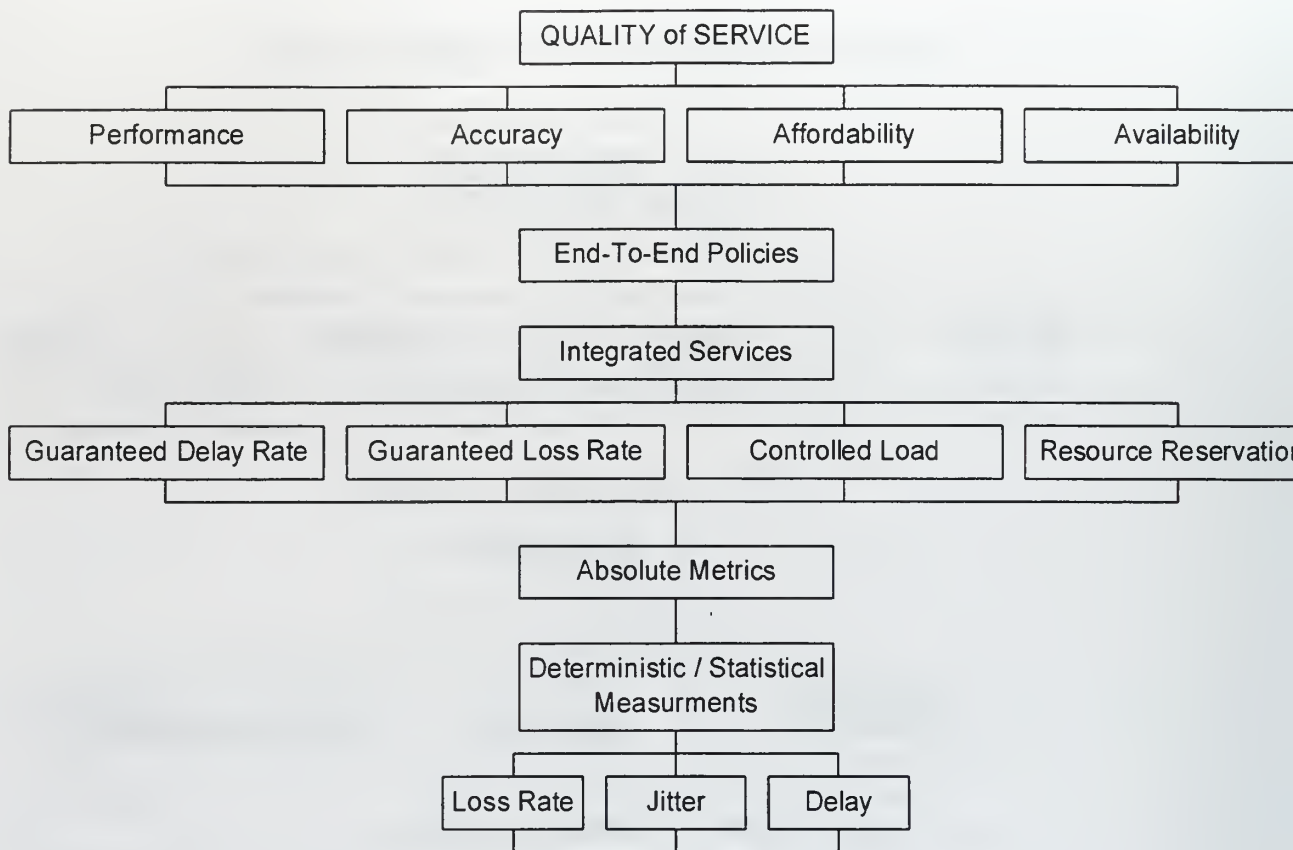 QUALITY of SERVICE
Performance
Accuracy
Affordability
Availability
End-To-End Policies
Integrated Services
Guaranteed Delay Rate
Guaranteed Loss Rate
Controlled Load
Resource Reservation
Absolute Metrics
Deterministic / Statistical
Measurments
Loss Rate
Jitter
Delay